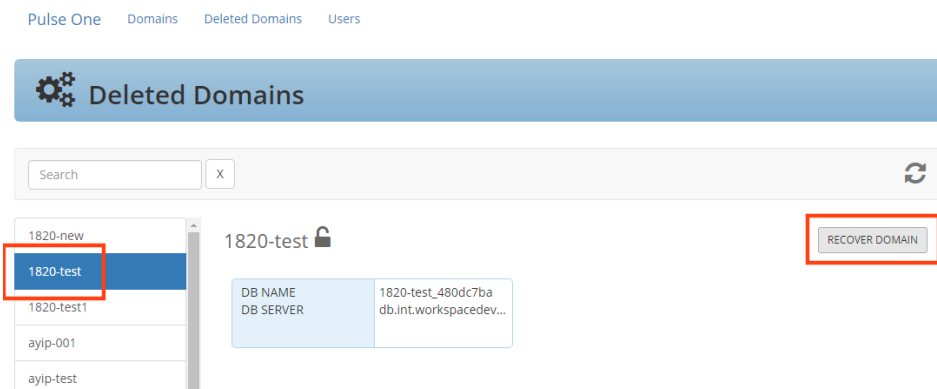 Pulse One Domains Deleted Domains Users
Deleted Domains
Search X
1820-new
1820-test
1820-test1
ayip-001
ayip-test
1820-test
RECOVER DOMAIN
DB NAME 1820-test_480dc7ba
DB SERVER db.int.workspacedev...